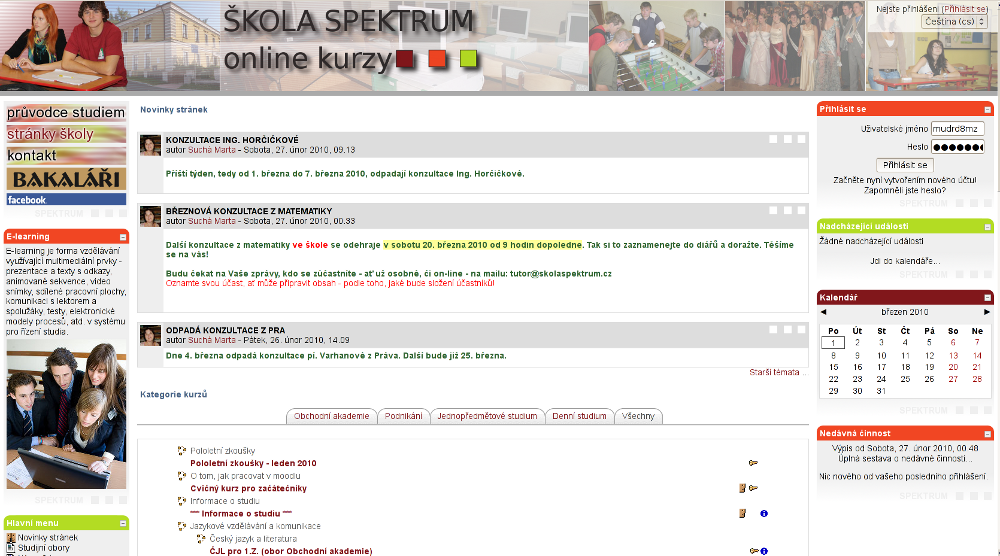 ŠKOLA SPEKTRUM
online kurzy
Nejste přihlášeni (Přihlásit se)
Čeština (cs)
průvodce studiem
stránky školy
kontakt
BAKALÁŘI
facebook
SPEKTRUM
E-learning
E-learning je forma vzdělávání
využívající multimediální prvky -
prezentace a texty s odkazy,
animované sekvence, video
snímky, sdílené pracovní plochy,
komunikaci s lektorem a
spolužáky, testy, elektronické
modely procesů, atd. v systému
pro řízení studia.
SPEKTRUM
Hlavní menu
Novinky stránek
Studijní obory
Novinky stránek
KONZULTACE ING. HORČIČKOVÉ
autor Suchá Marta - Sobota, 27. únor 2010, 09.13
Příští týden, tedy od 1. března do 7. března 2010, odpadají konzultace Ing. Horčičkové.
BŘEZNOVÁ KONZULTACE Z MATEMATIKY
autor Suchá Marta - Sobota, 27. únor 2010, 00.33
Další konzultace z matematiky ve škole se odehraje v sobotu 20. března 2010 od 9 hodin dopoledne. Tak si to zaznamenejte do diářů a doražte. Těšíme
se na vás!
Budu čekat na Vaše zprávy, kdo se zúčastníte - ať už osobně, či on-line - na mailu: tutor@skolaspektrum.cz
Oznamte svou účast, ať může připravit obsah - podle toho, jaké bude složení účastníků!
ODPADÁ KONZULTACE Z PRA
autor Suchá Marta - Pátek, 26. únor 2010, 14.09
Dne 4. března odpadá konzultace pí. Varhanové z Práva. Další bude již 25. března.
Starší témata...
Kategorie kurzů
Obchodní akademie
Podnikání
Jednopředmětové studium
Denní studium
Všechny
Pololetní zkoušky
Pololetní zkoušky - leden 2010
O tom, jak pracovat v moodlu
Cvičný kurz pro začátečníky
Informace o studiu
*** Informace o studiu ***
Jazykové vzdělávání a komunikace
Český jazyk a literatura
ČJL pro 1.Z. (obor Obchodní akademie)
Přihlásit se
Uživatelské jméno mudrd8mz
Heslo
Přihlásit se
Začněte nyní vytvořením nového účtu!
Zapomněli jste heslo?
SPEKTRUM
Nadcházející události
Žádné nadcházející události
Jdi do kalendáře...
SPEKTRUM
Kalendář
◄ březen 2010 ►
Po Út St Čt Pá So Ne
1 2 3 4 5 6 7
8 9 10 11 12 13 14
15 16 17 18 19 20 21
22 23 24 25 26 27 28
29 30 31
SPEKTRUM
Nedávná činnost
Výpis od Sobota, 27. únor 2010, 00.48
Úplná sestava o nedávné činnosti...
Nic nového od vašeho posledního přihlášení.
SPEKTRUM